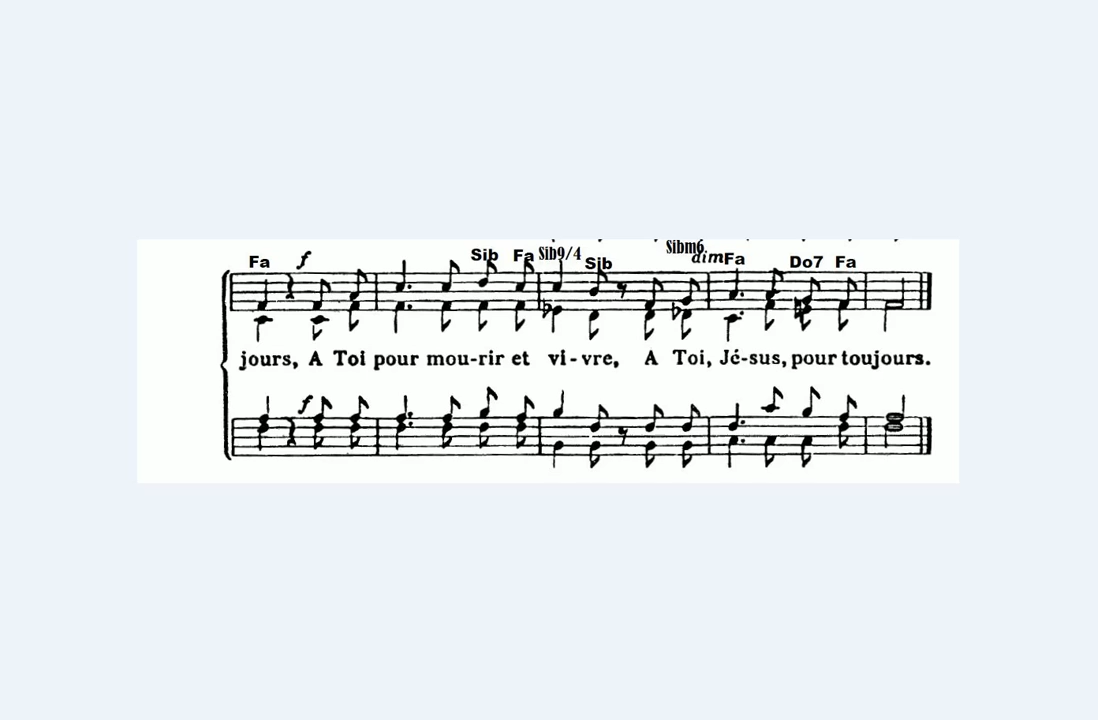 Fa f Sib Fa Sib9/4 Sib Sibm6 dim Fa Do7 Fa
jours, A Toi pour mou-rir et vi-vre, A Toi, Jé-sus, pour toujours.
f